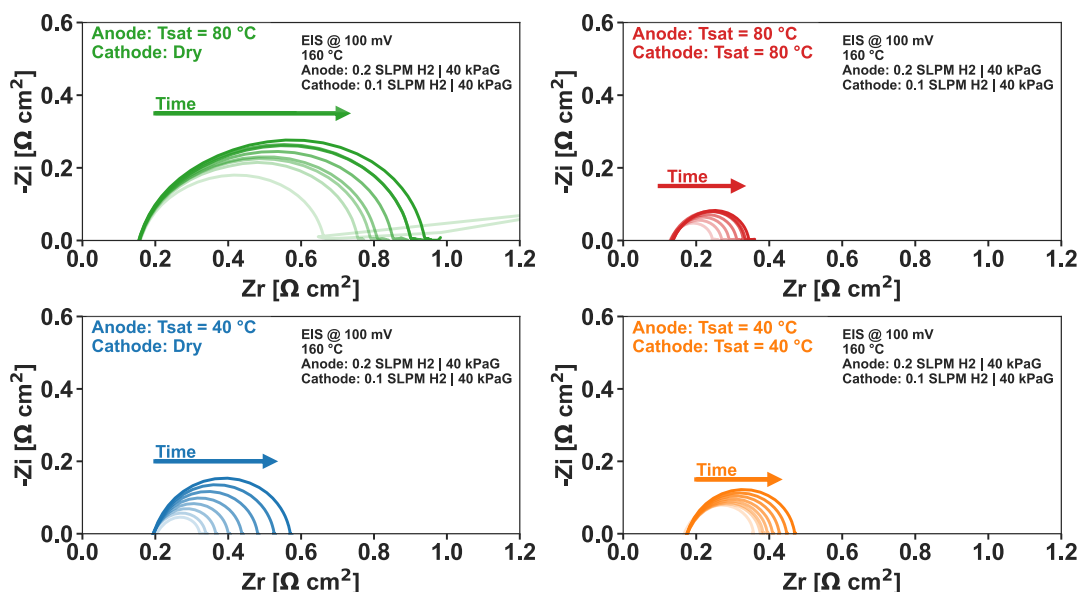 0.6
Anode: Tsat = 80 °C
Cathode: Dry
EIS @ 100 mV
160 °C
Anode: 0.2 SLPM H2 | 40 kPaG
Cathode: 0.1 SLPM H2 | 40 kPaG
0.4
Time
0.2
0.0
-Zi [Ω cm²]
0.0 0.2 0.4 0.6 0.8 1.0 1.2
Zr [Ω cm²]
0.6
Anode: Tsat = 80 °C
Cathode: Tsat = 80 °C
EIS @ 100 mV
160 °C
Anode: 0.2 SLPM H2 | 40 kPaG
Cathode: 0.1 SLPM H2 | 40 kPaG
0.4
Time
0.2
0.0
-Zi [Ω cm²]
0.0 0.2 0.4 0.6 0.8 1.0 1.2
Zr [Ω cm²]
0.6
Anode: Tsat = 40 °C
Cathode: Dry
EIS @ 100 mV
160 °C
Anode: 0.2 SLPM H2 | 40 kPaG
Cathode: 0.1 SLPM H2 | 40 kPaG
0.4
Time
0.2
0.0
-Zi [Ω cm²]
0.0 0.2 0.4 0.6 0.8 1.0 1.2
Zr [Ω cm²]
0.6
Anode: Tsat = 40 °C
Cathode: Tsat = 40 °C
EIS @ 100 mV
160 °C
Anode: 0.2 SLPM H2 | 40 kPaG
Cathode: 0.1 SLPM H2 | 40 kPaG
0.4
Time
0.2
0.0
-Zi [Ω cm²]
0.0 0.2 0.4 0.6 0.8 1.0 1.2
Zr [Ω cm²]